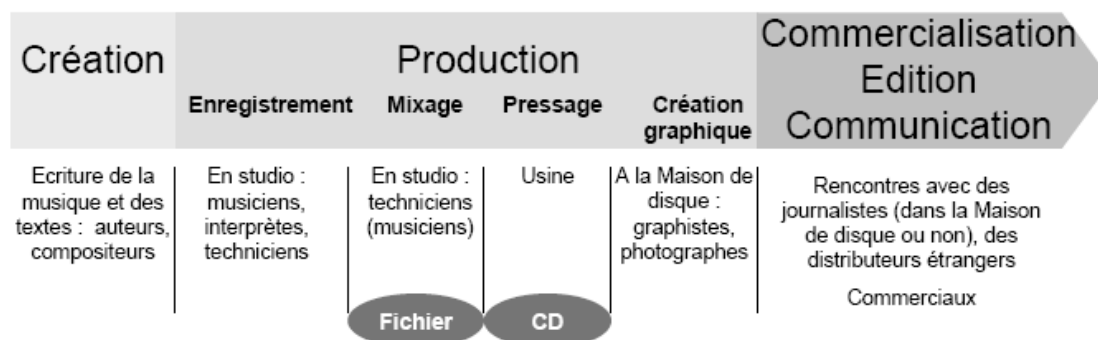 Création
Production
Commercialisation
Edition
Communication
Enregistrement
Mixage
Pressage
Création
graphique
Ecriture de la
musique et des
textes : auteurs,
compositeurs
En studio :
musiciens,
interprètes,
techniciens
En studio :
techniciens
(musiciens)
Usine
A la Maison de
disque :
graphistes,
photographes
Rencontres avec des
journalistes (dans la Maison
de disque ou non), des
distributeurs étrangers
Commerciaux
Fichier
CD